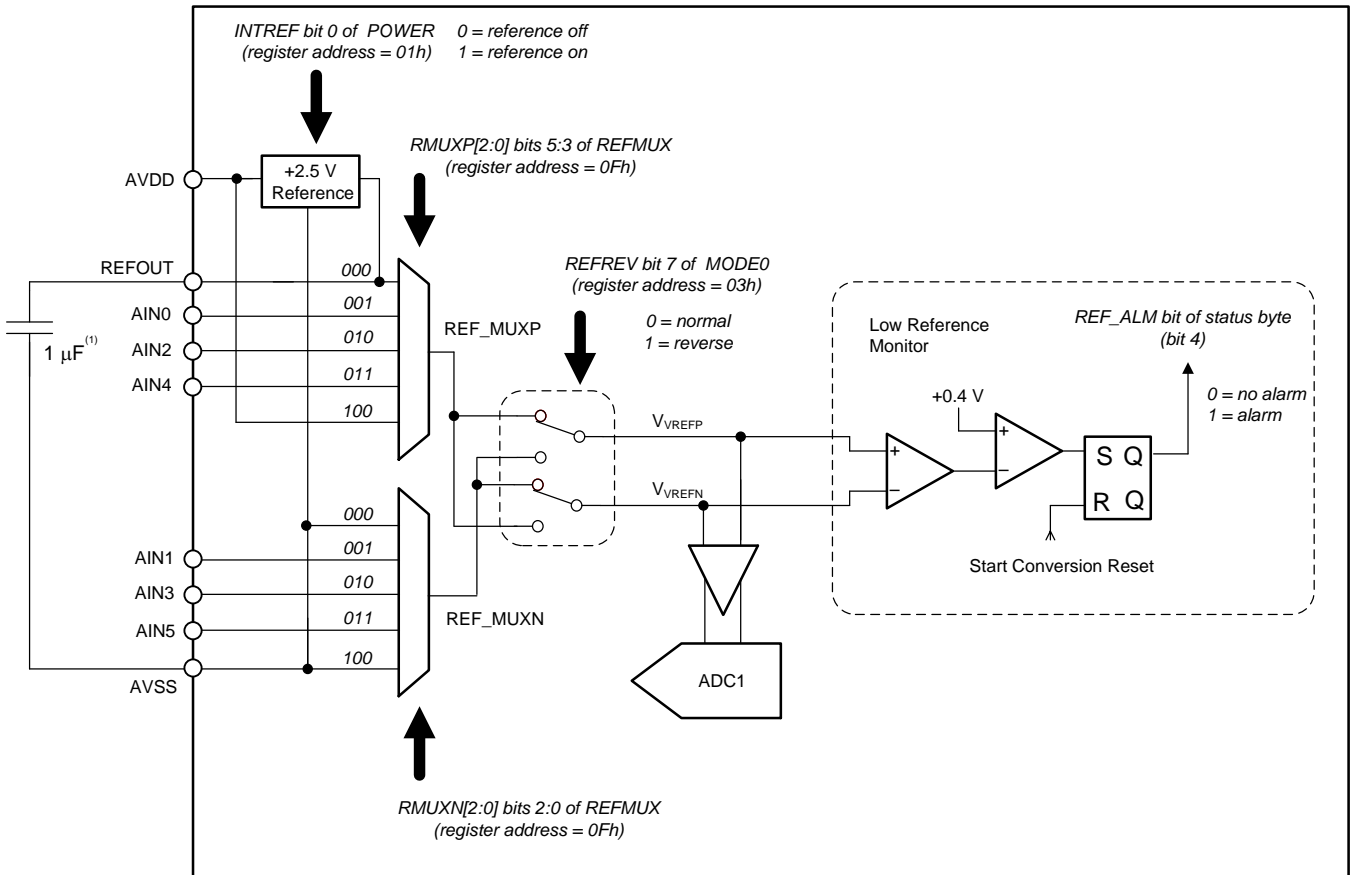 INTREF bit 0 of POWER 0 = reference off
(register address = 01h) 1 = reference on
RMUXP[2:0] bits 5:3 of REFMUX
(register address = 0Fh)
AVDD
+2.5 V
Reference
REFOUT
000
AIN0
001
AIN2
010
AIN4
011
100
REF_MUXP
1 μF(1)
REFREV bit 7 of MODE0
(register address = 03h)
0 = normal
1 = reverse
VVREFP
VVREFN
Low Reference
Monitor
REF_ALM bit of status byte
(bit 4)
+0.4 V
0 = no alarm
1 = alarm
+
−
+
−
S Q
R Q
Start Conversion Reset
000
AIN1
001
AIN3
010
AIN5
011
AVSS
100
REF_MUXN
ADC1
RMUXN[2:0] bits 2:0 of REFMUX
(register address = 0Fh)